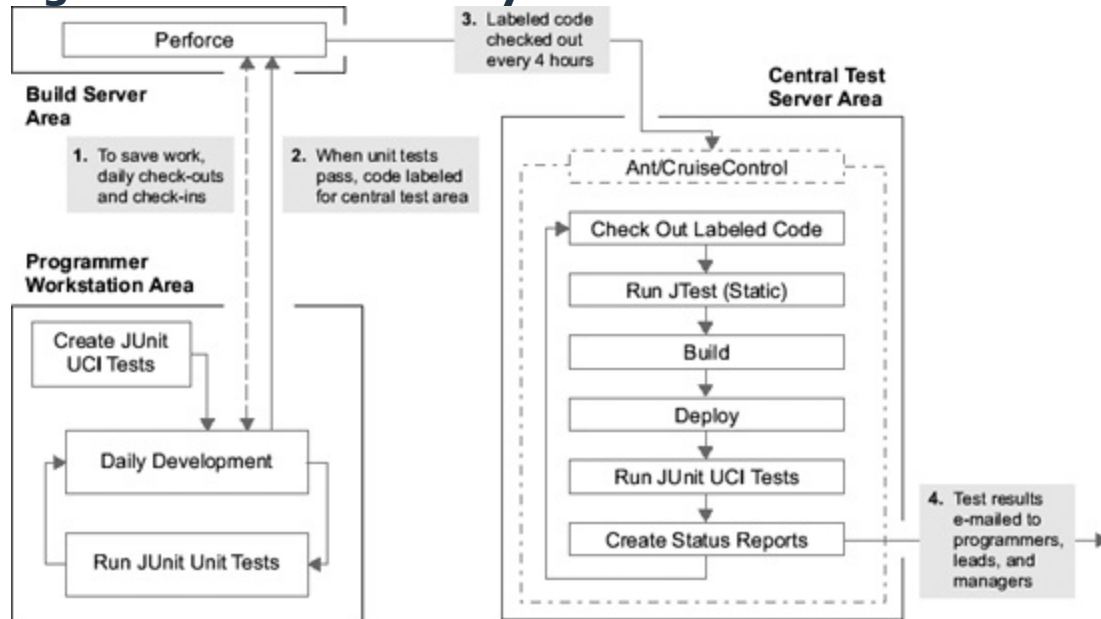 Perforce
Build Server
Area
1. To save work,
daily check-outs
and check-ins
2. When unit tests
pass, code labeled
for central test area
3. Labeled code
checked out
every 4 hours
Programmer
Workstation Area
Create JUnit
UCI Tests
Daily Development
Run JUnit Unit Tests
Central Test
Server Area
Ant/CruiseControl
Check Out Labeled Code
Run JTest (Static)
Build
Deploy
Run JUnit UCI Tests
Create Status Reports
4. Test results
e-mailed to
programmers,
leads, and
managers